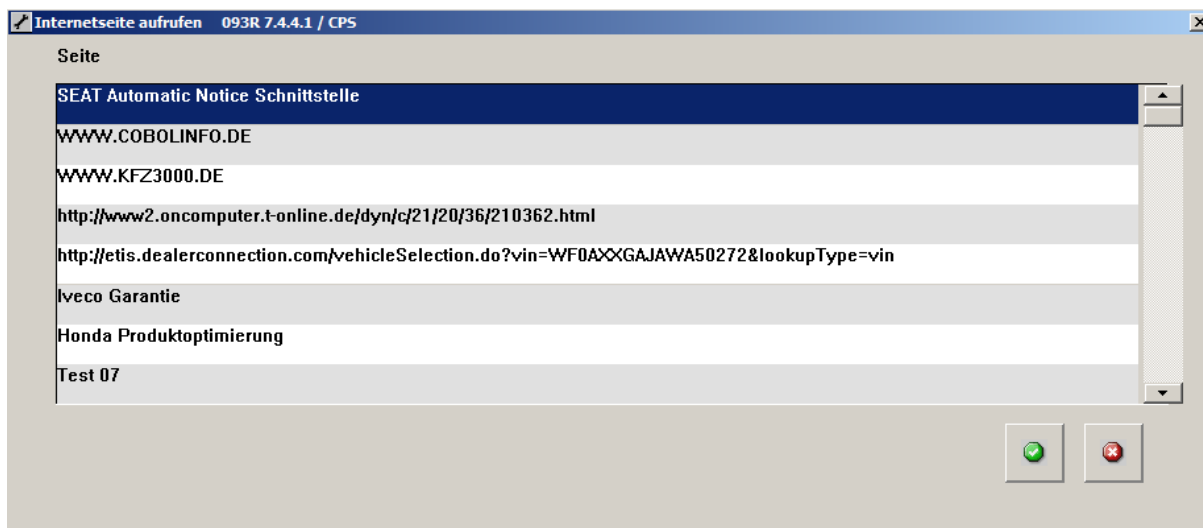 Internetseite aufrufen 093R 7.4.4.1 / CPS
Seite
SEAT Automatic Notice Schnittstelle
WWW.COBOLINFO.DE
WWW.KFZ3000.DE
http://www2.oncomputer.t-online.de/dyn/c/21/20/36/210362.html
http://etis.dealerconnection.com/vehicleSelection.do?vin=WF0AXXGAJAWA50272&lookupType=vin
Iveco Garantie
Honda Produktoptimierung
Test 07